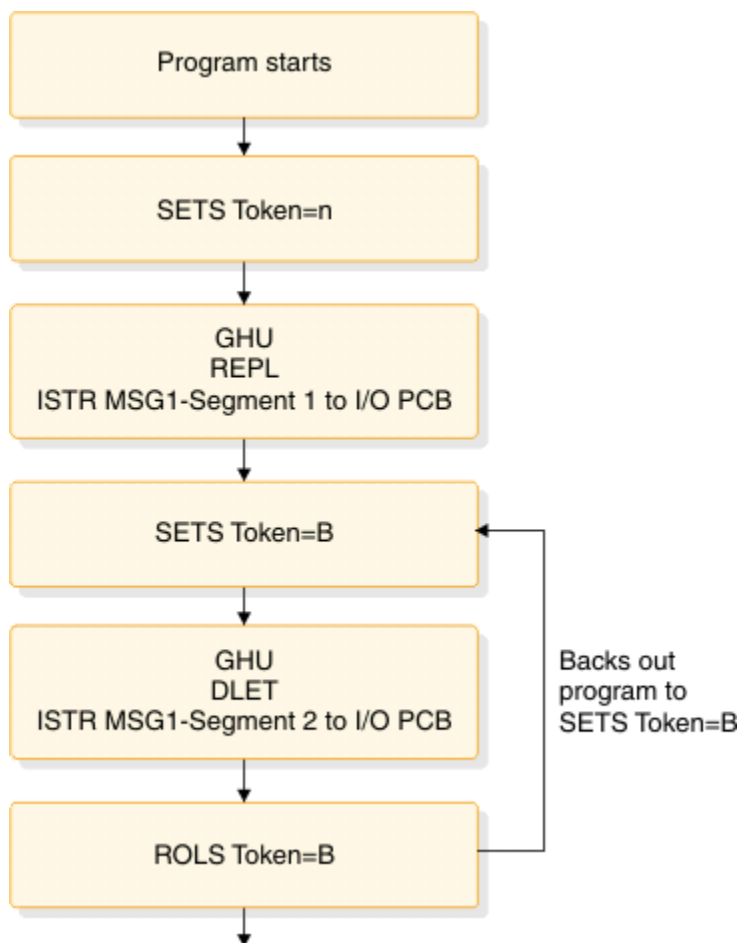 Program starts
SETS Token=n
GHU
REPL
ISTR MSG1-Segment 1 to I/O PCB
SETS Token=B
GHU
DLET
ISTR MSG1-Segment 2 to I/O PCB
Backs out
program to
SETS Token=B
ROLS Token=B